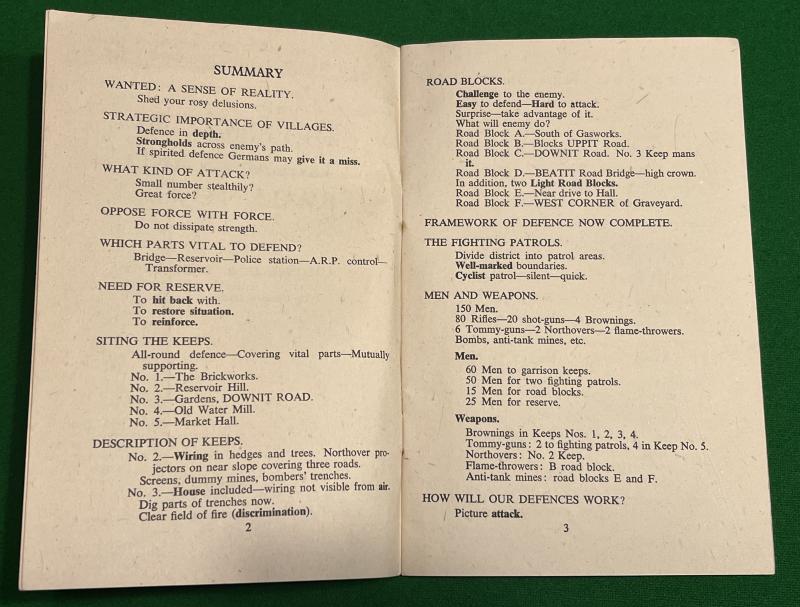 SUMMARY
WANTED: A SENSE OF REALITY.
Shed your rosy delusions.
STRATEGIC IMPORTANCE OF VILLAGES.
Defence in depth.
Strongholds across enemy's path.
If spirited defence Germans may give it a miss.
WHAT KIND OF ATTACK?
Small number stealthily?
Great force?
OPPOSE FORCE WITH FORCE.
Do not dissipate strength.
WHICH PARTS VITAL TO DEFEND?
Bridge—Reservoir—Police station—A.R.P. control—
Transformer.
NEED FOR RESERVE.
To hit back with.
To restore situation.
To reinforce.
SITING THE KEEPS.
All-round defence—Covering vital parts—Mutually
supporting.
No. 1.—The Brickworks.
No. 2.—Reservoir Hill.
No. 3.—Gardens, DOWNIT ROAD.
No. 4.—Old Water Mill.
No. 5.—Market Hall.
DESCRIPTION OF KEEPS.
No. 2.—Wiring in hedges and trees. Northover pro-
jectors on near slope covering three roads.
Screens, dummy mines, bombers' trenches.
No. 3.—House included—wiring not visible from air.
Dig parts of trenches now.
Clear field of fire (discrimination).
2
ROAD BLOCKS.
Challenge to the enemy.
Easy to defend—Hard to attack.
Surprise—take advantage of it.
What will enemy do?
Road Block A.—South of Gasworks.
Road Block B.—Blocks UPPIT Road.
Road Block C.—DOWNIT Road. No. 3 Keep mans
it.
Road Block D.—BEATIT Road Bridge—high crown.
In addition, two Light Road Blocks.
Road Block E.—Near drive to Hall.
Road Block F.—WEST CORNER of Graveyard.
FRAMEWORK OF DEFENCE NOW COMPLETE.
THE FIGHTING PATROLS.
Divide district into patrol areas.
Well-marked boundaries.
Cyclist patrol—silent—quick.
MEN AND WEAPONS.
150 Men.
80 Rifles—20 shot-guns—4 Brownings.
6 Tommy-guns—2 Northovers—2 flame-throwers.
Bombs, anti-tank mines, etc.
Men.
60 Men to garrison keeps.
50 Men for two fighting patrols.
15 Men for road blocks.
25 Men for reserve.
Weapons.
Brownings in Keeps Nos. 1, 2, 3, 4.
Tommy-guns: 2 to fighting patrols, 4 in Keep No. 5.
Northovers: No. 2 Keep.
Flame-throwers: B road block.
Anti-tank mines: road blocks E and F.
HOW WILL OUR DEFENCES WORK?
Picture attack.
3